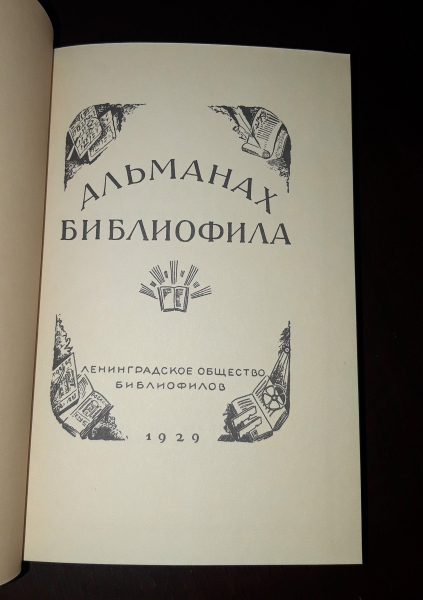 АЛЬМАНАХ
БИБЛИОФИЛА
ЛЕНИНГРАДСКОЕ ОБЩЕСТВО
БИБЛИОФИЛОВ
1929